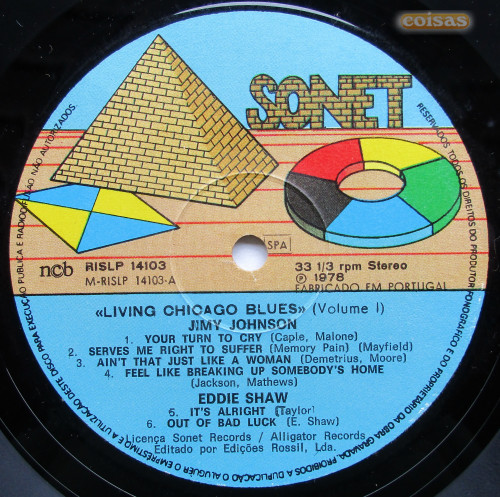 coisas
SONET
SPA
ncb
RISLP 14103
M-RISLP 14103-A
33 1/3 rpm Stereo
Ⓟ 1978
FABRICADO EM PORTUGAL
«LIVING CHICAGO BLUES» (Volume I)
JIMY JOHNSON
1. YOUR TURN TO CRY (Caple, Malone)
2. SERVES ME RIGHT TO SUFFER (Memory Pain) (Mayfield)
3. AIN'T THAT JUST LIKE A WOMAN (Demetrius, Moore)
4. FEEL LIKE BREAKING UP SOMEBODY'S HOME
(Jackson, Mathews)
EDDIE SHAW
5. IT'S ALRIGHT (Taylor)
6. OUT OF BAD LUCK (E. Shaw)
Licença Sonet Records / Alligator Records
Editado por Edições Rossil, Lda.
RESERVADOS TODOS OS DIREITOS DO PRODUTOR FONOGRÁFICO E DO PROPRIETÁRIO DA OBRA GRAVADA. PROIBIDOS A DUPLICAÇÃO O ALUGUER O EMPRÉSTIMO E A UTILIZAÇÃO DESTE DISCO PARA EXECUÇÃO PÚBLICA E RADIODIFUSÃO NÃO AUTORIZADOS.